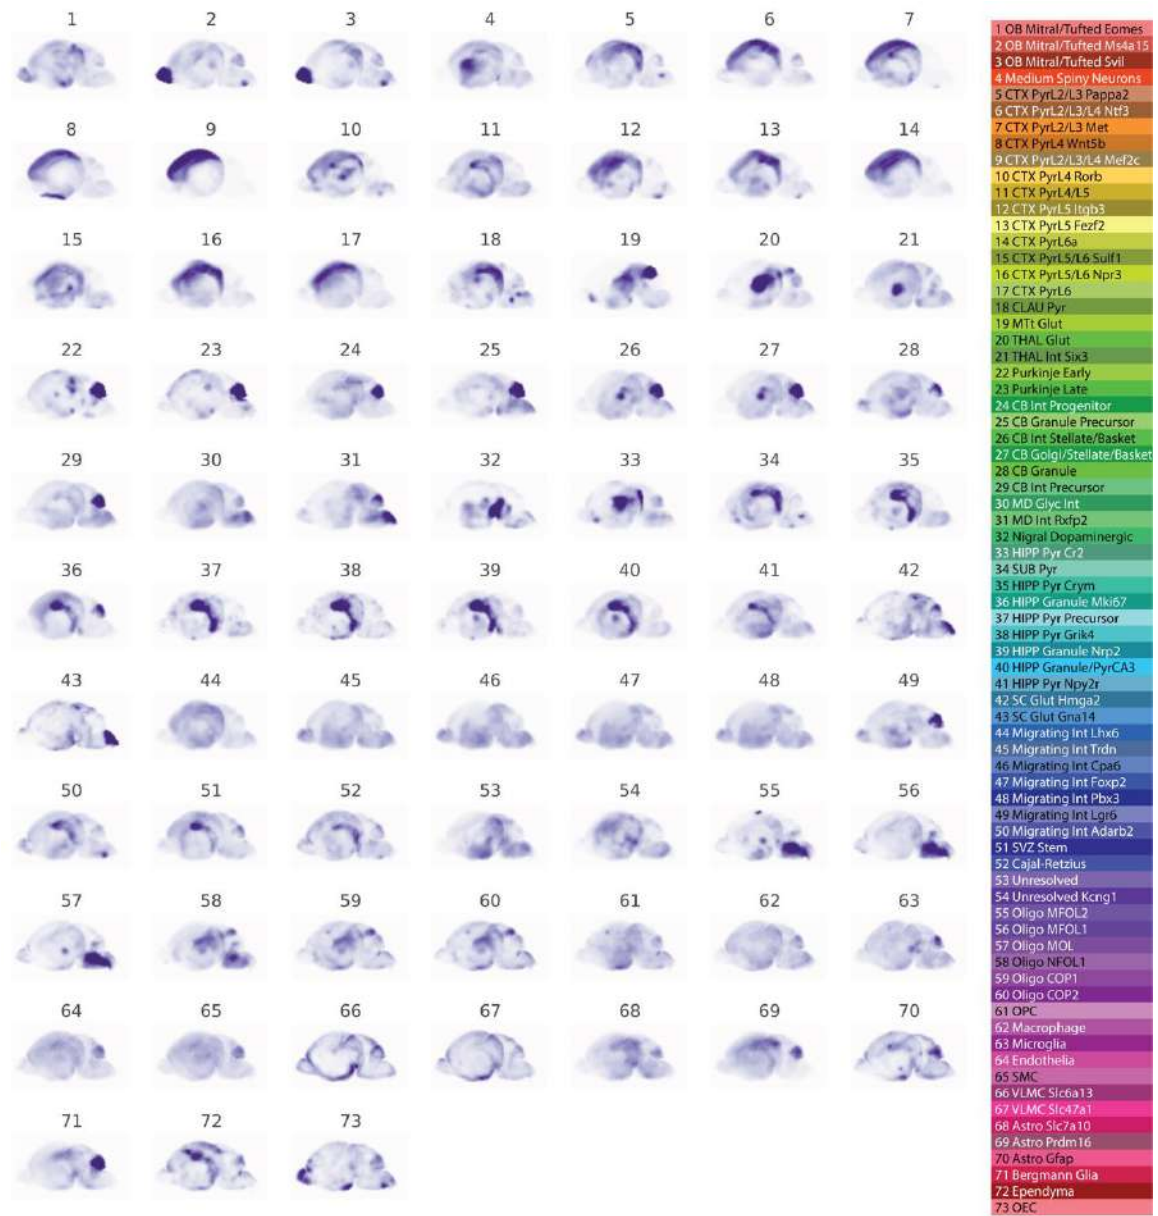 1 2 3 4 5 6 7
8 9 10 11 12 13 14
15 16 17 18 19 20 21
22 23 24 25 26 27 28
29 30 31 32 33 34 35
36 37 38 39 40 41 42
43 44 45 46 47 48 49
50 51 52 53 54 55 56
57 58 59 60 61 62 63
64 65 66 67 68 69 70
71 72 73
1 OB Mitral/Tufted Eomes
2 OB Mitral/Tufted Ms4a15
3 OB Mitral/Tufted Svil
4 Medium Spiny Neurons
5 CTX PyrL2/L3 Pappa2
6 CTX PyrL2/L3/L4 Ntf3
7 CTX PyrL2/L3 Met
8 CTX PyrL4 Wnt5b
9 CTX PyrL2/L3/L4 Mef2c
10 CTX PyrL4 Rorb
11 CTX PyrL4/L5
12 CTX PyrL5 Itgb3
13 CTX PyrL5 Fezf2
14 CTX PyrL6a
15 CTX PyrL5/L6 Sulf1
16 CTX PyrL5/L6 Npr3
17 CTX PyrL6
18 CLAU Pyr
19 MTt Glut
20 THAL Glut
21 THAL Int Six3
22 Purkinje Early
23 Purkinje Late
24 CB Int Progenitor
25 CB Granule Precursor
26 CB Int Stellate/Basket
27 CB Golgi/Stellate/Basket
28 CB Granule
29 CB Int Precursor
30 MD Glyc Int
31 MD Int Rxfp2
32 Nigral Dopaminergic
33 HIPP Pyr Cr2
34 SUB Pyr
35 HIPP Pyr Crym
36 HIPP Granule Mki67
37 HIPP Pyr Precursor
38 HIPP Pyr Grik4
39 HIPP Granule Nrp2
40 HIPP Granule/PyrCA3
41 HIPP Pyr Npy2r
42 SC Glut Hmga2
43 SC Glut Gna14
44 Migrating Int Lhx6
45 Migrating Int Trdn
46 Migrating Int Cpa6
47 Migrating Int Foxp2
48 Migrating Int Pbx3
49 Migrating Int Lgr6
50 Migrating Int Adarb2
51 SVZ Stem
52 Cajal-Retzius
53 Unresolved
54 Unresolved Kcng1
55 Oligo MFOL2
56 Oligo MFOL1
57 Oligo MOL
58 Oligo NFOL1
59 Oligo COP1
60 Oligo COP2
61 OPC
62 Macrophage
63 Microglia
64 Endothelia
65 SMC
66 VLMC Slc6a13
67 VLMC Slc47a1
68 Astro Slc7a10
69 Astro Prdm16
70 Astro Gfap
71 Bergmann Glia
72 Ependyma
73 OEC